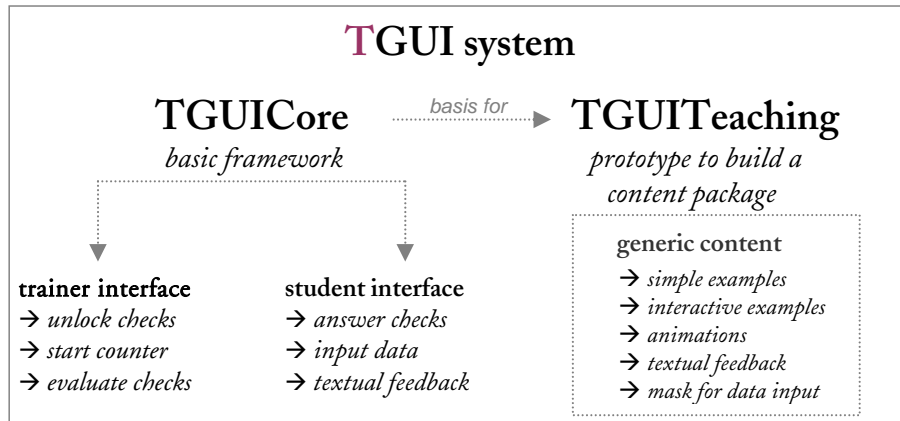 TGUI system
TGUICore
basis for
TGUITeaching
basic framework
prototype to build a
content package
trainer interface
→ unlock checks
→ start counter
→ evaluate checks
student interface
→ answer checks
→ input data
→ textual feedback
generic content
→ simple examples
→ interactive examples
→ animations
→ textual feedback
→ mask for data input